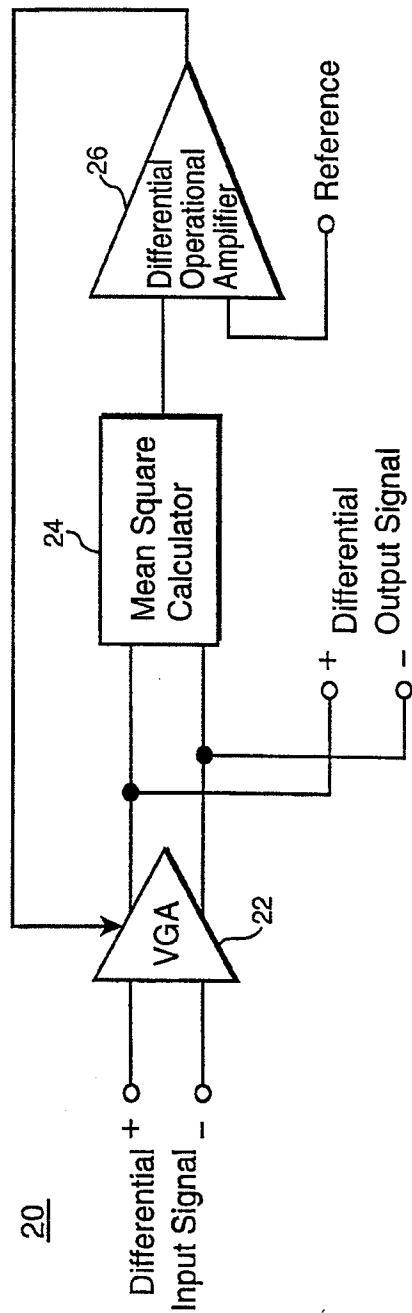 20
Differential +
Input Signal −
VGA
22
24
Mean Square
Calculator
26
Differential
Operational
Amplifier
Reference
+ Differential
− Output Signal